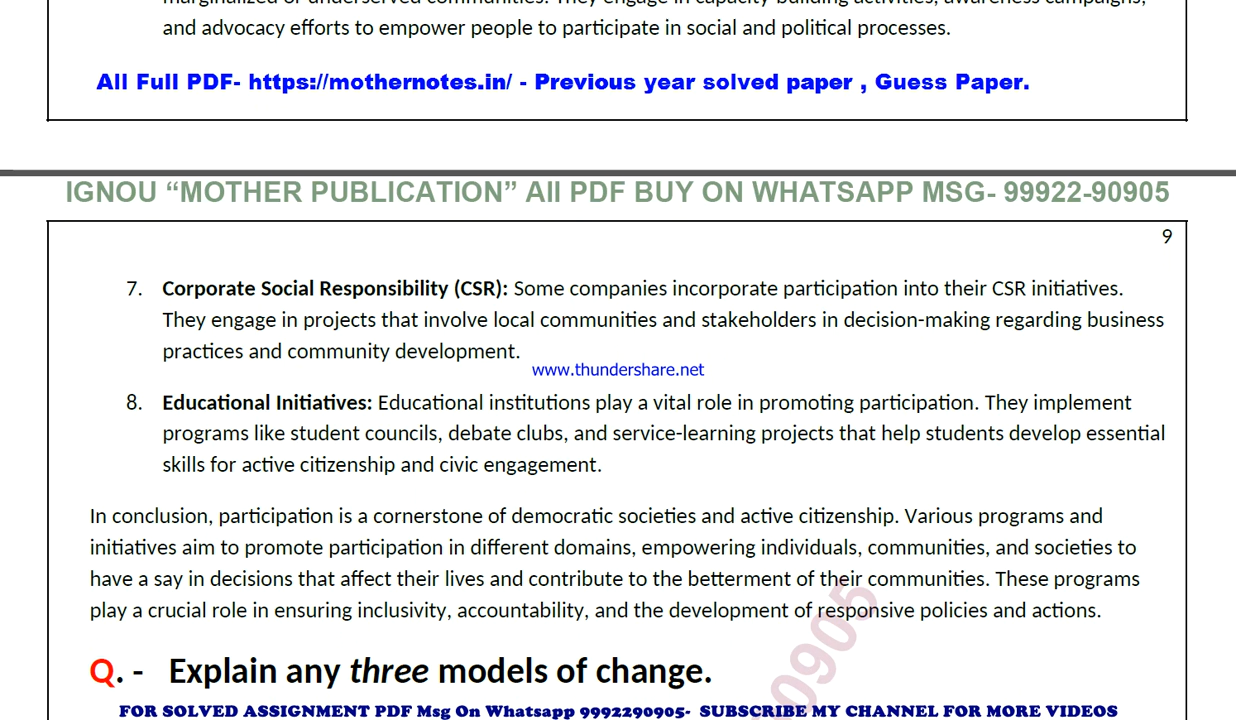 and advocacy efforts to empower people to participate in social and political processes.
All Full PDF- https://mothernotes.in/ - Previous year solved paper , Guess Paper.
IGNOU “MOTHER PUBLICATION” All PDF BUY ON WHATSAPP MSG- 99922-90905
9
7. Corporate Social Responsibility (CSR): Some companies incorporate participation into their CSR initiatives.
They engage in projects that involve local communities and stakeholders in decision-making regarding business
practices and community development.
www.thundershare.net
8. Educational Initiatives: Educational institutions play a vital role in promoting participation. They implement
programs like student councils, debate clubs, and service-learning projects that help students develop essential
skills for active citizenship and civic engagement.
In conclusion, participation is a cornerstone of democratic societies and active citizenship. Various programs and
initiatives aim to promote participation in different domains, empowering individuals, communities, and societies to
have a say in decisions that affect their lives and contribute to the betterment of their communities. These programs
play a crucial role in ensuring inclusivity, accountability, and the development of responsive policies and actions.
0905
Q. - Explain any three models of change.
FOR SOLVED ASSIGNMENT PDF Msg On Whatsapp 9992290905- SUBSCRIBE MY CHANNEL FOR MORE VIDEOS